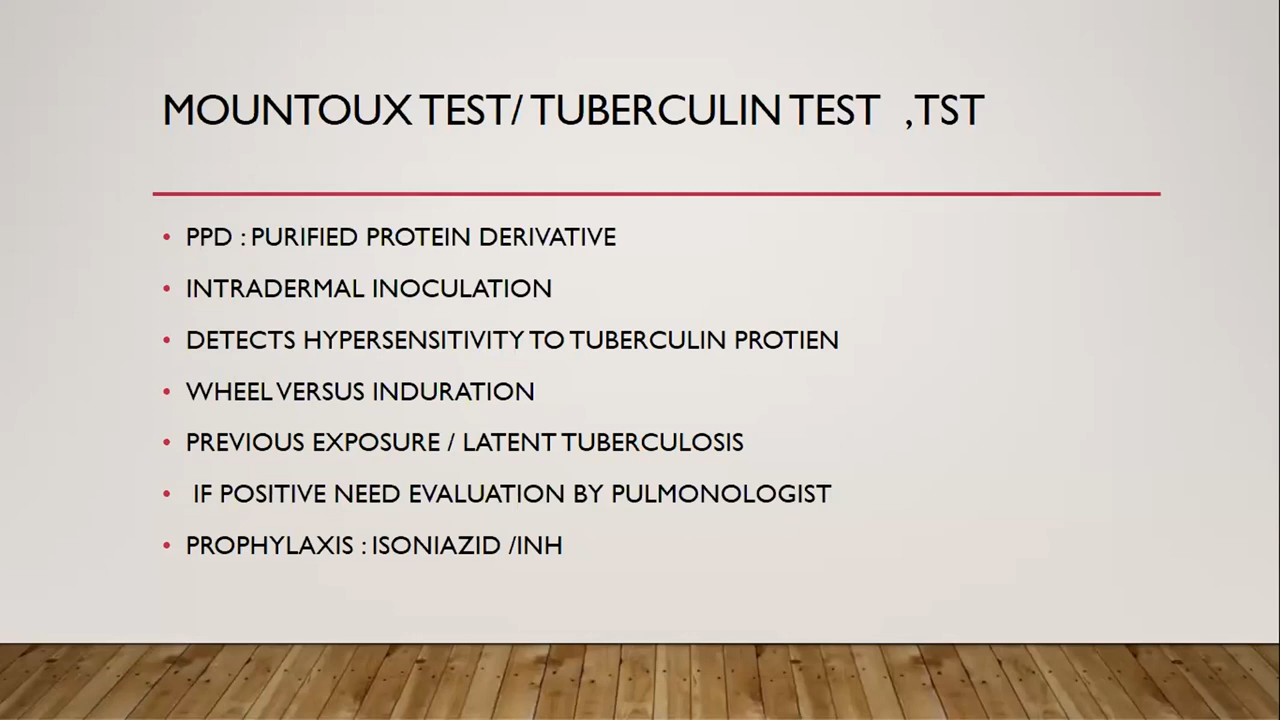 MOUNTOUX TEST/ TUBERCULIN TEST ,TST
• PPD : PURIFIED PROTEIN DERIVATIVE
• INTRADERMAL INOCULATION
• DETECTS HYPERSENSITIVITY TO TUBERCULIN PROTIEN
• WHEEL VERSUS INDURATION
• PREVIOUS EXPOSURE / LATENT TUBERCULOSIS
• IF POSITIVE NEED EVALUATION BY PULMONOLOGIST
• PROPHYLAXIS : ISONIAZID /INH